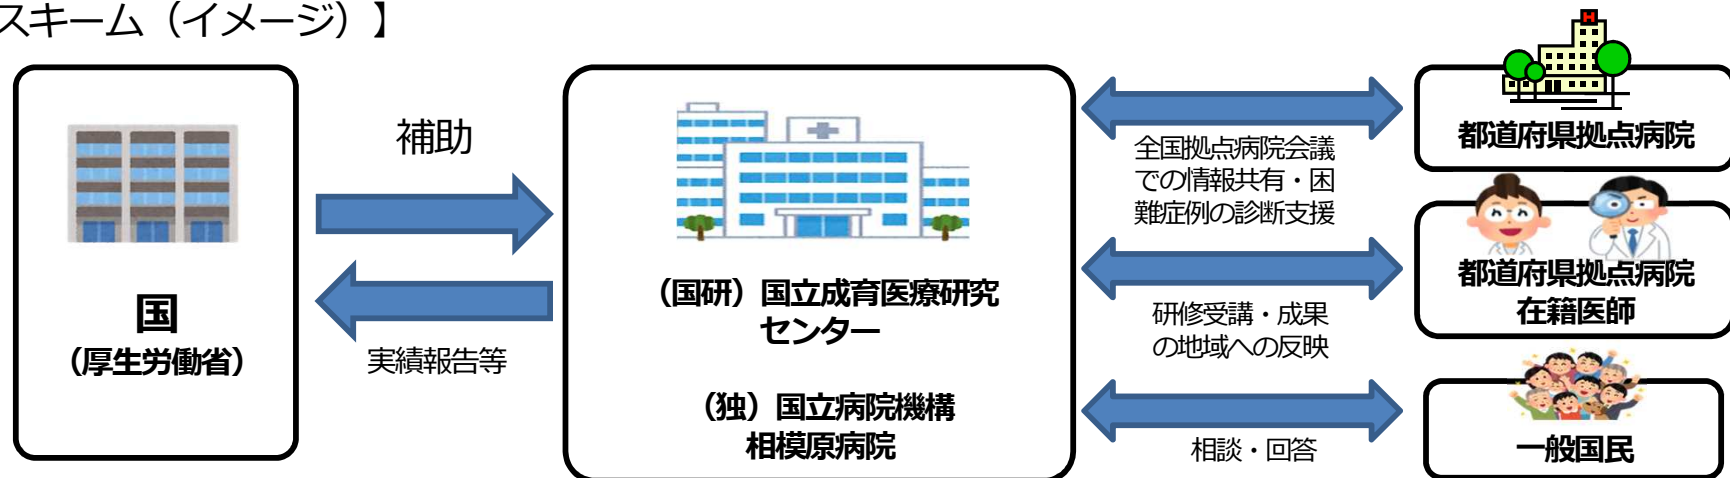 スキーム（イメージ）】
国
（厚生労働省）
補助
実績報告等
（国研）国立成育医療研究
センター
（独）国立病院機構
相模原病院
全国拠点病院会議
での情報共有・困
難症例の診断支援
研修受講・成果
の地域への反映
相談・回答
H
都道府県拠点病院
都道府県拠点病院
在籍医師
一般国民